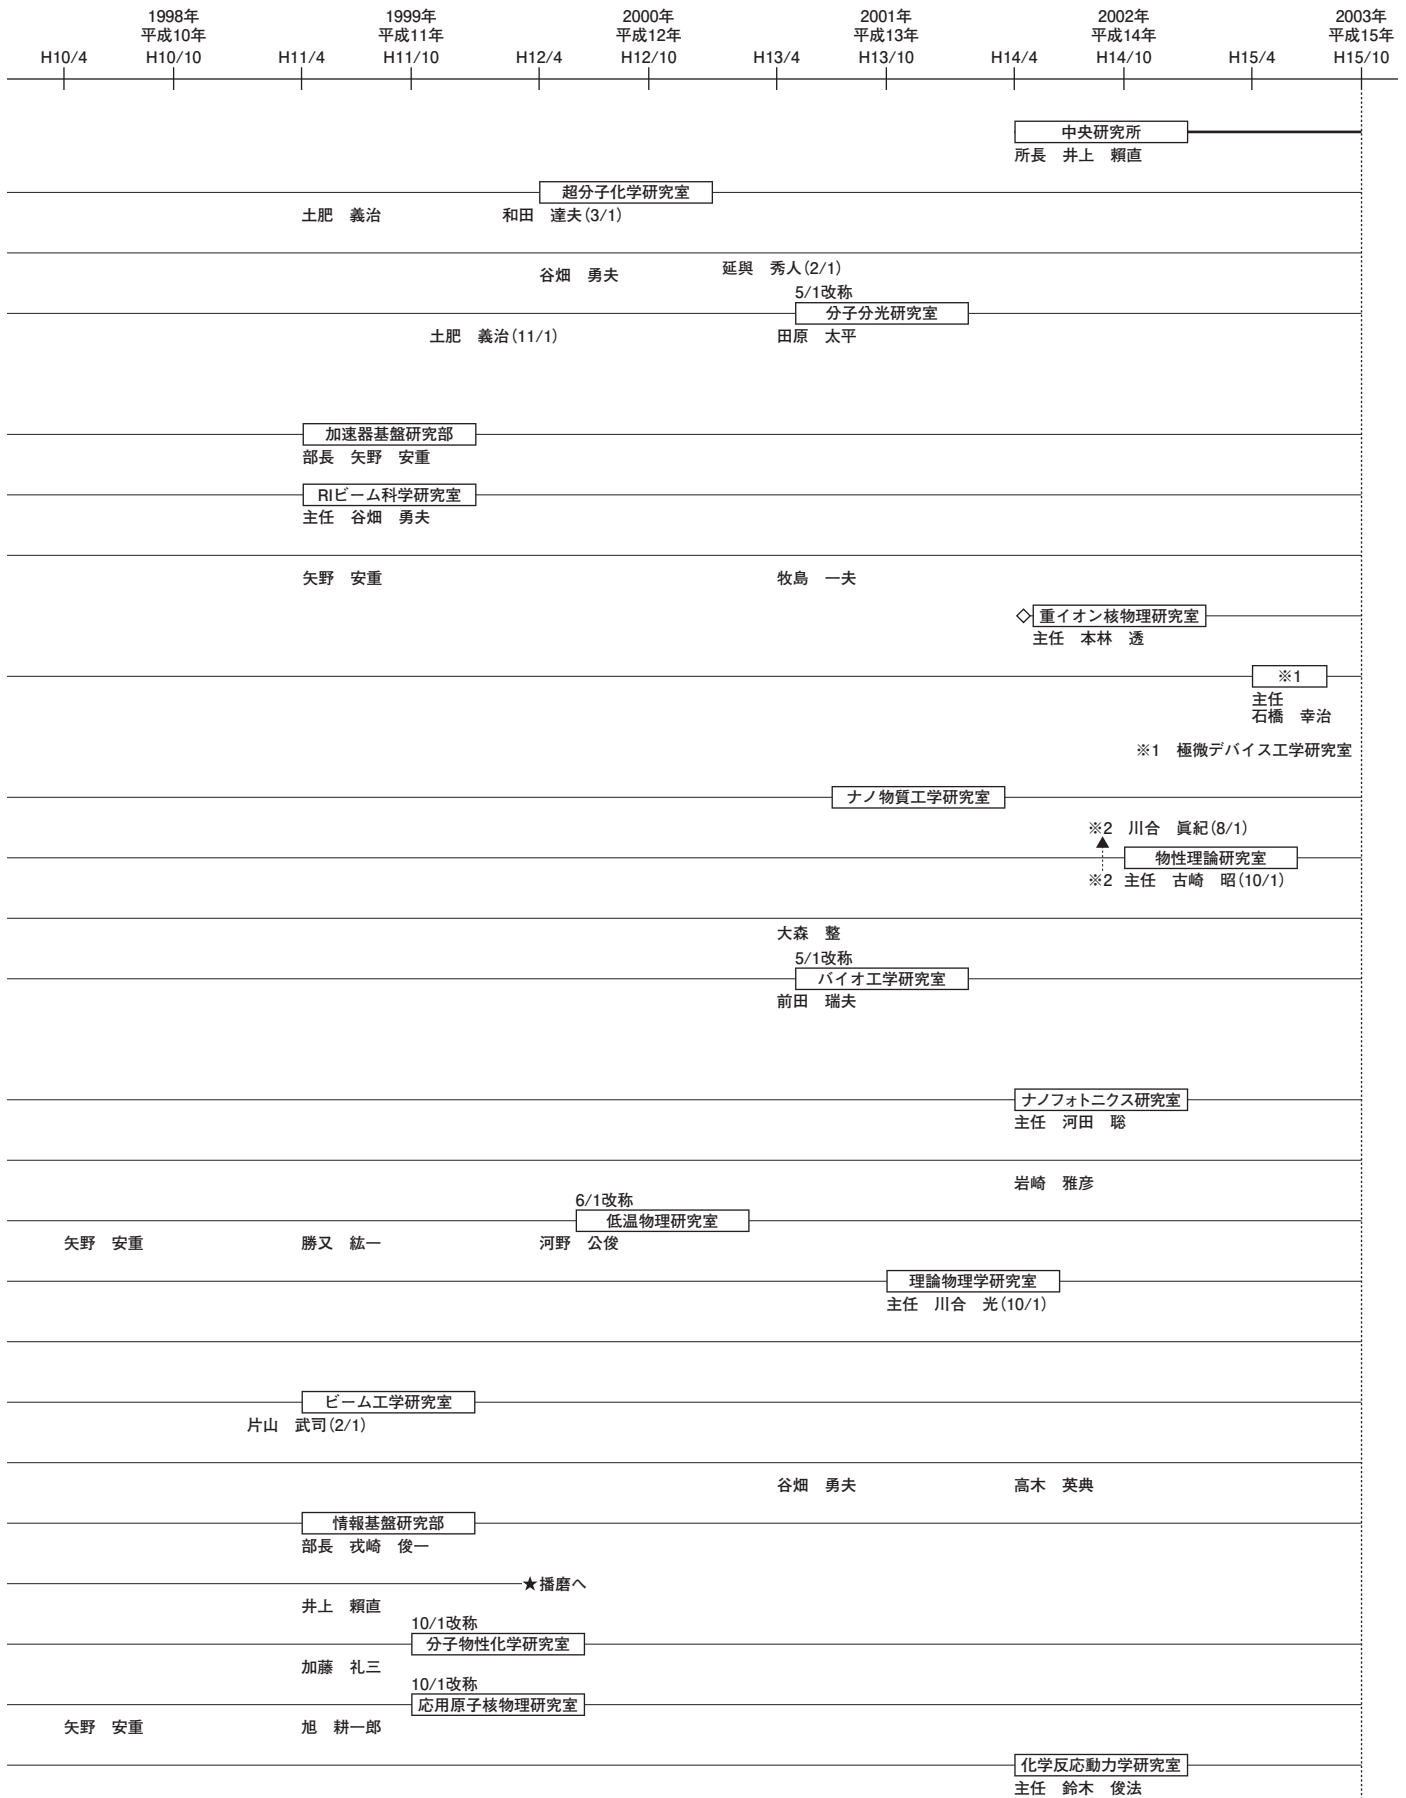 1998年 1999年 2000年 2001年 2002年 2003年
平成10年 平成11年 平成12年 平成13年 平成14年 平成15年
H10/4 H10/10 H11/4 H11/10 H12/4 H12/10 H13/4 H13/10 H14/4 H14/10 H15/4 H15/10
中央研究所
所長 井上 頼直
超分子化学研究室
土肥 義治 和田 達夫(3/1)
谷畑 勇夫 延與 秀人(2/1)
5/1改称
分子分光研究室
土肥 義治(11/1) 田原 太平
加速器基盤研究部
部長 矢野 安重
RIビーム科学研究室
主任 谷畑 勇夫
矢野 安重 牧島 一夫
◇重イオン核物理研究室
主任 本林 透
※1
主任
石橋 幸治
※1 極微デバイス工学研究室
ナノ物質工学研究室
※2 川合 眞紀(8/1)
物性理論研究室
※2 主任 古崎 昭(10/1)
大森 整
5/1改称
バイオ工学研究室
前田 瑞夫
ナノフォトニクス研究室
主任 河田 聡
岩崎 雅彦
6/1改称
低温物理研究室
矢野 安重 勝又 紘一 河野 公俊
理論物理学研究室
主任 川合 光(10/1)
ビーム工学研究室
片山 武司(2/1)
谷畑 勇夫 高木 英典
情報基盤研究部
部長 戎崎 俊一
★播磨へ
井上 頼直
10/1改称
分子物性化学研究室
加藤 礼三
10/1改称
応用原子核物理研究室
矢野 安重 旭 耕一郎
化学反応動力学研究室
主任 鈴木 俊法